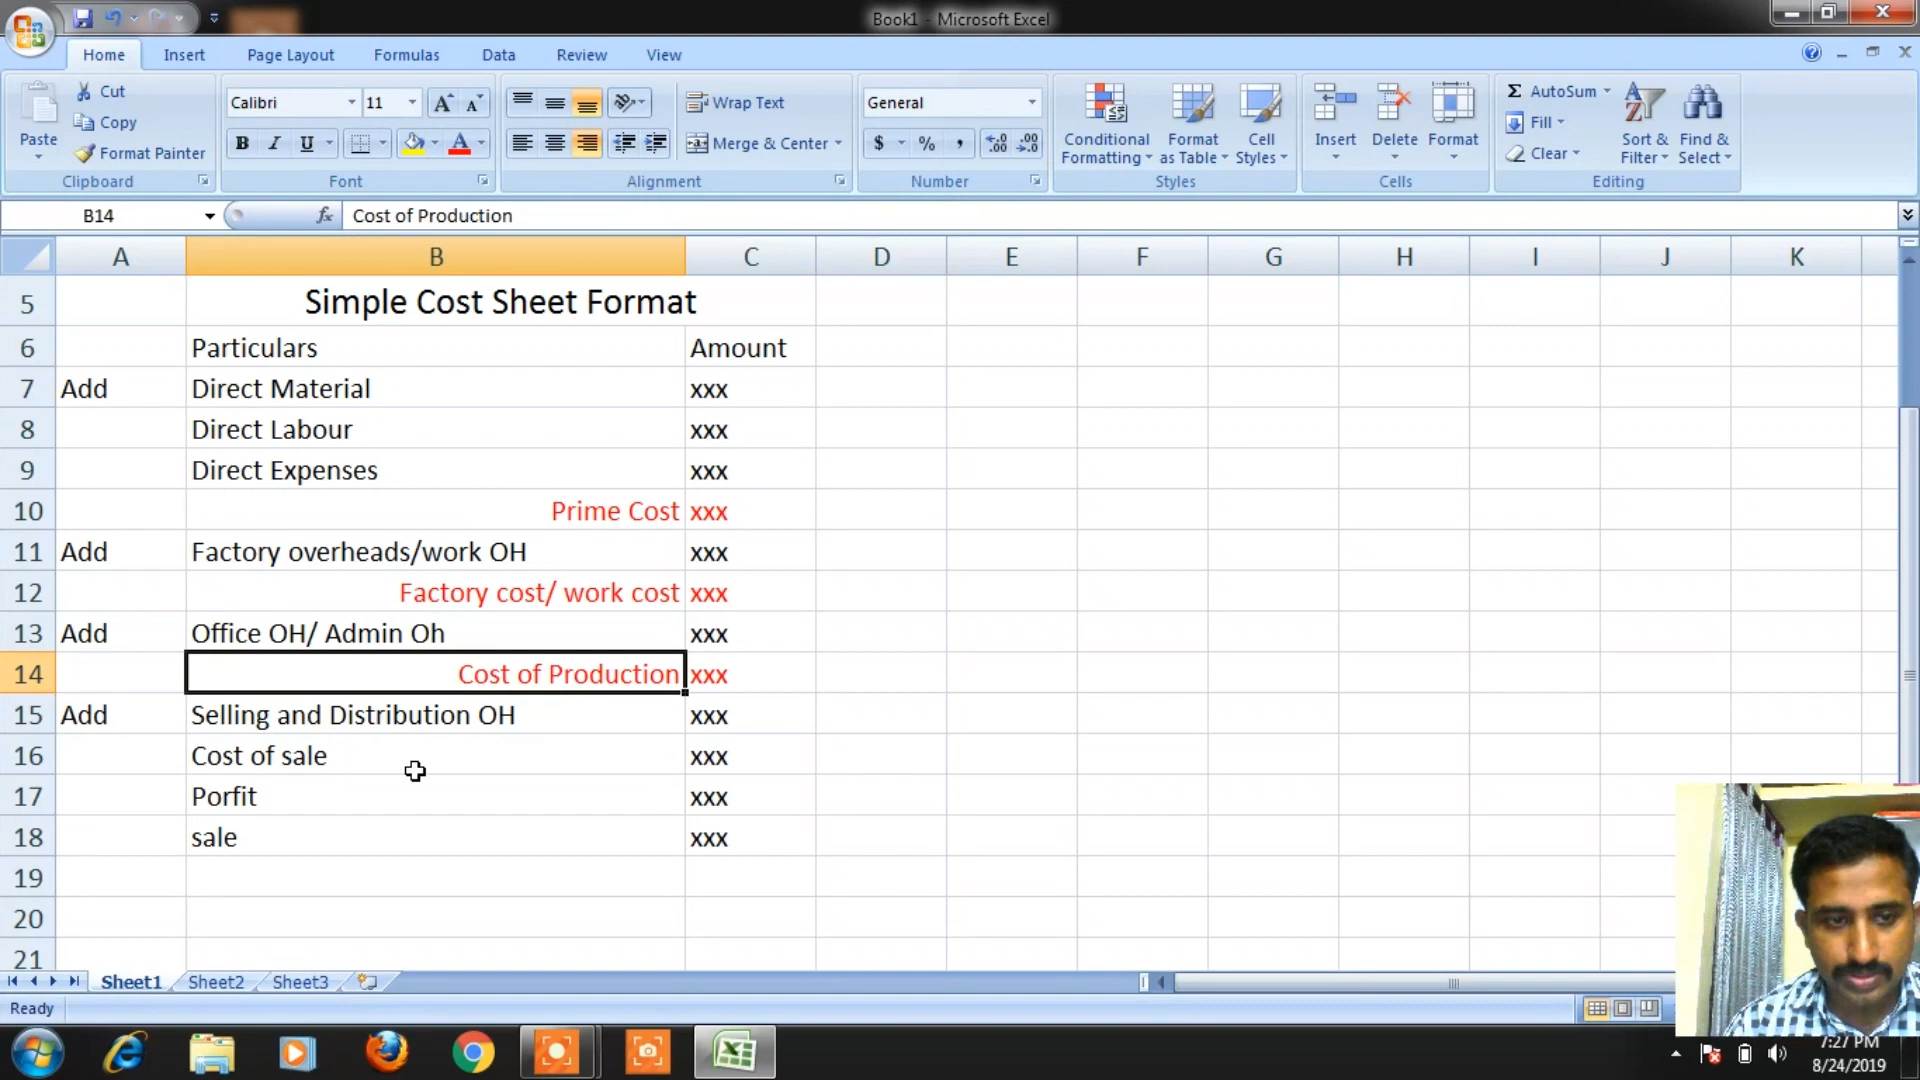 Book1 - Microsoft Excel
Home Insert Page Layout Formulas Data Review View
Paste
Cut
Copy
Format Painter
Clipboard
Calibri 11 A A
B I U A
Font
Wrap Text
Merge & Center
Alignment
General
$ % , .0 .00 .00 .0
Number
Conditional Formatting
Format as Table
Cell Styles
Styles
Insert Delete Format
Cells
Σ AutoSum
Fill
Clear
Sort & Filter
Find & Select
Editing
B14 fx Cost of Production
A B C D E F G H I J K
5 Simple Cost Sheet Format
6 Particulars Amount
7 Add Direct Material xxx
8 Direct Labour xxx
9 Direct Expenses xxx
10 Prime Cost xxx
11 Add Factory overheads/work OH xxx
12 Factory cost/ work cost xxx
13 Add Office OH/ Admin Oh xxx
14 Cost of Production xxx
15 Add Selling and Distribution OH xxx
16 Cost of sale xxx
17 Porfit xxx
18 sale xxx
19
20
21
Sheet1 Sheet2 Sheet3
Ready
7:27 PM
8/24/2019